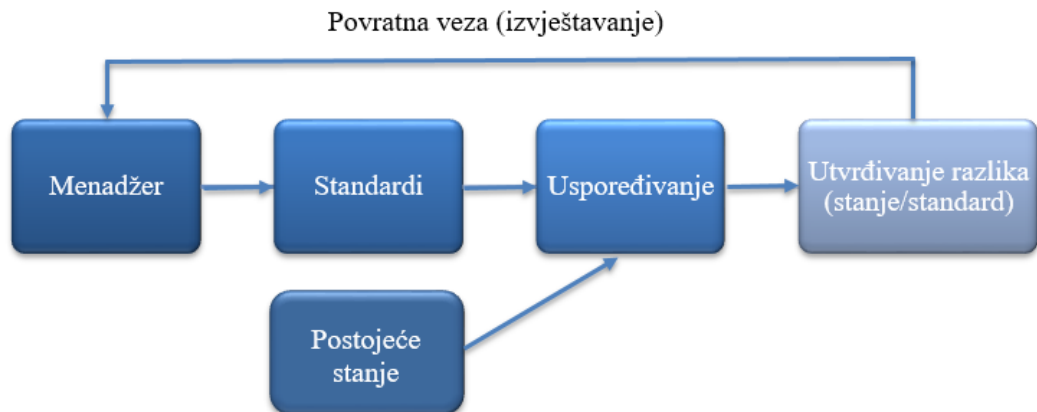 Povratna veza (izvještavanje)
Menadžer
Standardi
Uspoređivanje
Utvrđivanje razlika
(stanje/standard)
Postojeće
stanje